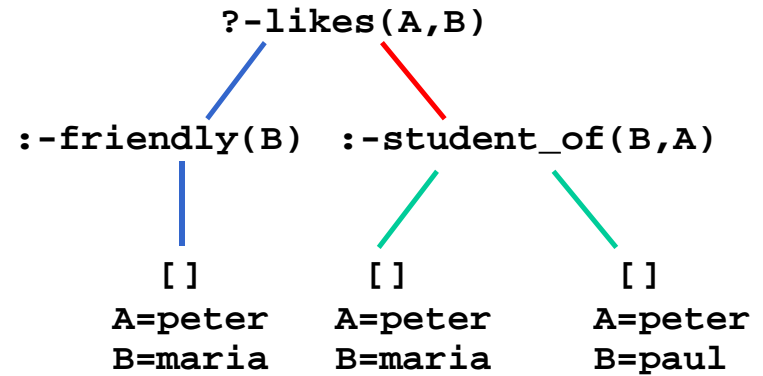 ?-likes(A,B)
:-friendly(B) :-student_of(B,A)
[] [] []
A=peter A=peter A=peter
B=maria B=maria B=paul